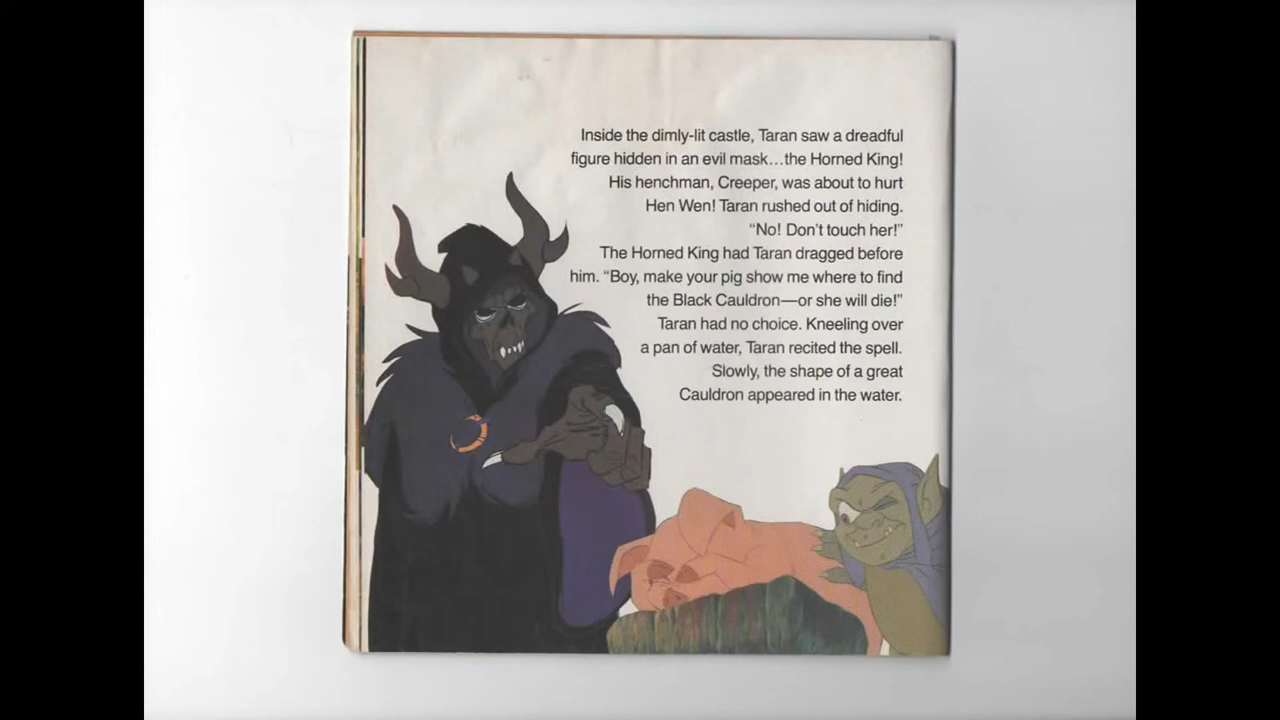 Inside the dimly-lit castle, Taran saw a dreadful
figure hidden in an evil mask...the Horned King!
His henchman, Creeper, was about to hurt
Hen Wen! Taran rushed out of hiding.
“No! Don't touch her!”
The Horned King had Taran dragged before
him. “Boy, make your pig show me where to find
the Black Cauldron—or she will die!”
Taran had no choice. Kneeling over
a pan of water, Taran recited the spell.
Slowly, the shape of a great
Cauldron appeared in the water.